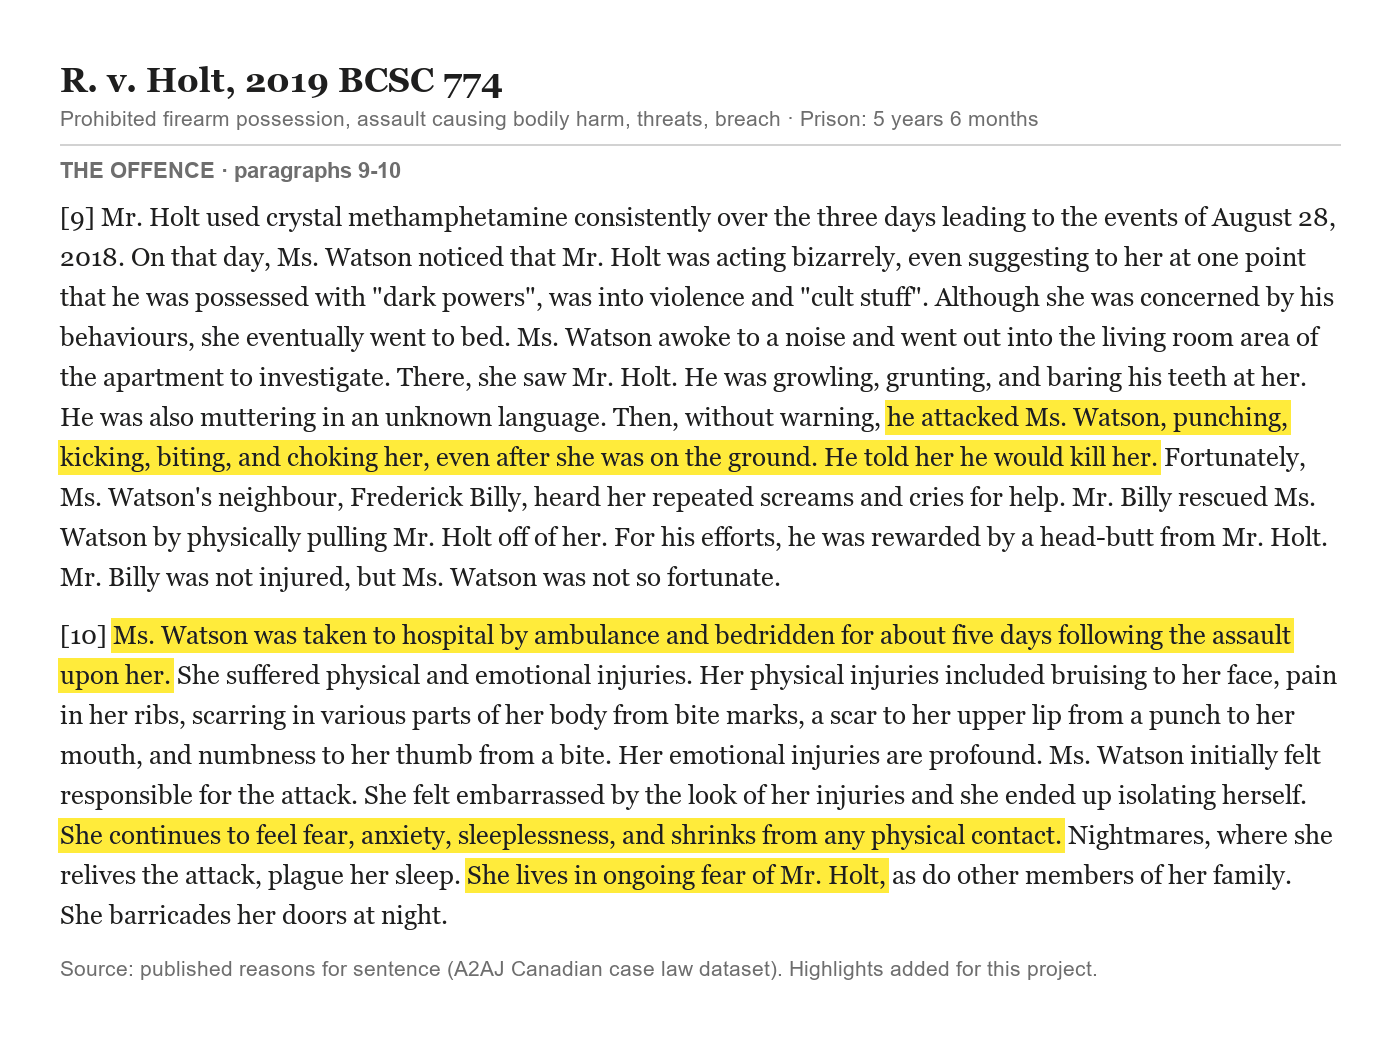 R. v. Holt, 2019 BCSC 774
Prohibited firearm possession, assault causing bodily harm, threats, breach · Prison: 5 years 6 months
THE OFFENCE · paragraphs 9-10
[9] Mr. Holt used crystal methamphetamine consistently over the three days leading to the events of August 28,
2018. On that day, Ms. Watson noticed that Mr. Holt was acting bizarrely, even suggesting to her at one point
that he was possessed with "dark powers", was into violence and "cult stuff". Although she was concerned by his
behaviours, she eventually went to bed. Ms. Watson awoke to a noise and went out into the living room area of
the apartment to investigate. There, she saw Mr. Holt. He was growling, grunting, and baring his teeth at her.
He was also muttering in an unknown language. Then, without warning, he attacked Ms. Watson, punching,
kicking, biting, and choking her, even after she was on the ground. He told her he would kill her. Fortunately,
Ms. Watson's neighbour, Frederick Billy, heard her repeated screams and cries for help. Mr. Billy rescued Ms.
Watson by physically pulling Mr. Holt off of her. For his efforts, he was rewarded by a head-butt from Mr. Holt.
Mr. Billy was not injured, but Ms. Watson was not so fortunate.
[10] Ms. Watson was taken to hospital by ambulance and bedridden for about five days following the assault
upon her. She suffered physical and emotional injuries. Her physical injuries included bruising to her face, pain
in her ribs, scarring in various parts of her body from bite marks, a scar to her upper lip from a punch to her
mouth, and numbness to her thumb from a bite. Her emotional injuries are profound. Ms. Watson initially felt
responsible for the attack. She felt embarrassed by the look of her injuries and she ended up isolating herself.
She continues to feel fear, anxiety, sleeplessness, and shrinks from any physical contact. Nightmares, where she
relives the attack, plague her sleep. She lives in ongoing fear of Mr. Holt, as do other members of her family.
She barricades her doors at night.
Source: published reasons for sentence (A2AJ Canadian case law dataset). Highlights added for this project.